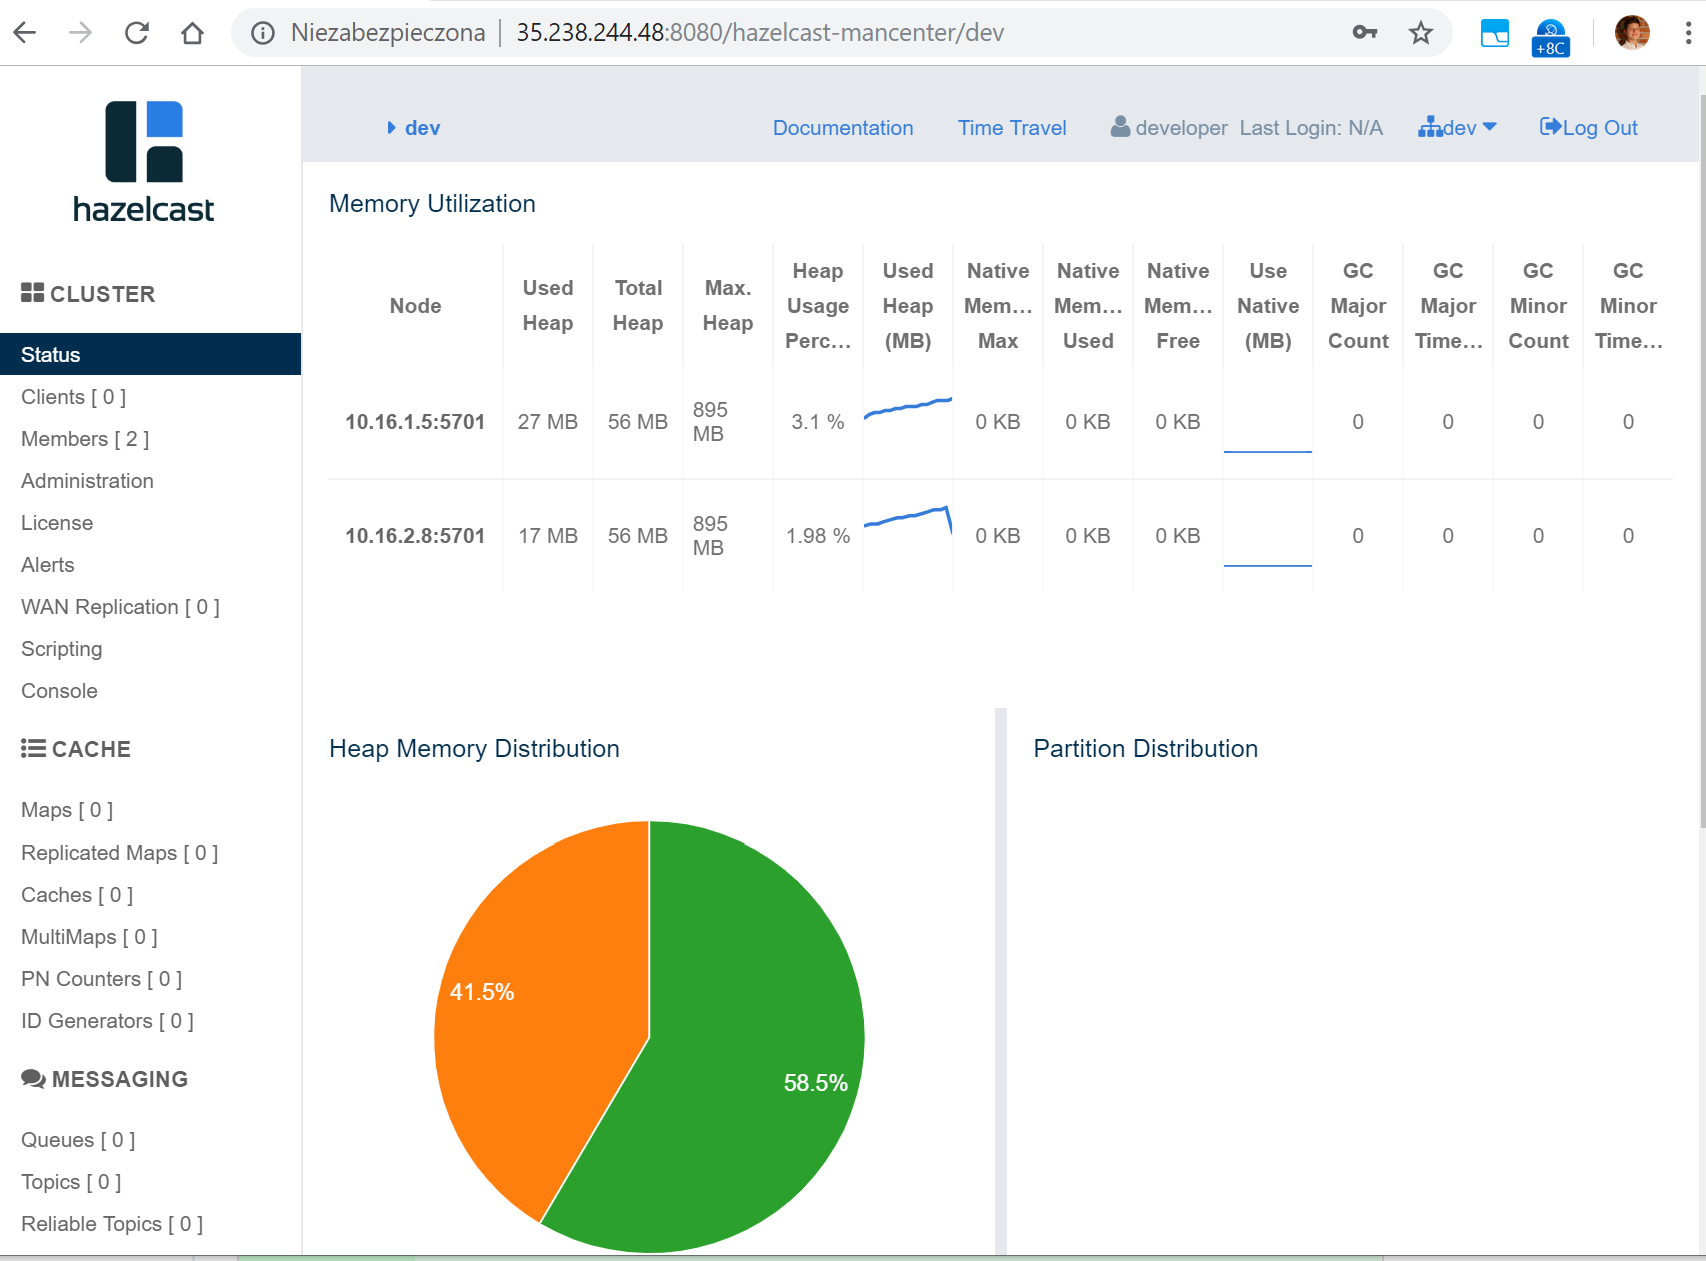 Niezabezpieczona | 35.238.244.48:8080/hazelcast-mancenter/dev
+8C
hazelcast
dev Documentation Time Travel developer Last Login: N/A dev Log Out
CLUSTER
Status
Clients [ 0 ]
Members [ 2 ]
Administration
License
Alerts
WAN Replication [ 0 ]
Scripting
Console
CACHE
Maps [ 0 ]
Replicated Maps [ 0 ]
Caches [ 0 ]
MultiMaps [ 0 ]
PN Counters [ 0 ]
ID Generators [ 0 ]
MESSAGING
Queues [ 0 ]
Topics [ 0 ]
Reliable Topics [ 0 ]
Memory Utilization
Node
Used
Heap
Total
Heap
Max.
Heap
Heap
Usage
Perc...
Used
Heap
(MB)
Native
Mem...
Max
Native
Mem...
Used
Native
Mem...
Free
Use
Native
(MB)
GC
Major
Count
GC
Major
Time...
GC
Minor
Count
GC
Minor
Time...
10.16.1.5:5701 27 MB 56 MB 895 MB 3.1 % 0 KB 0 KB 0 KB 0 0 0 0
10.16.2.8:5701 17 MB 56 MB 895 MB 1.98 % 0 KB 0 KB 0 KB 0 0 0 0
Heap Memory Distribution
41.5%
58.5%
Partition Distribution